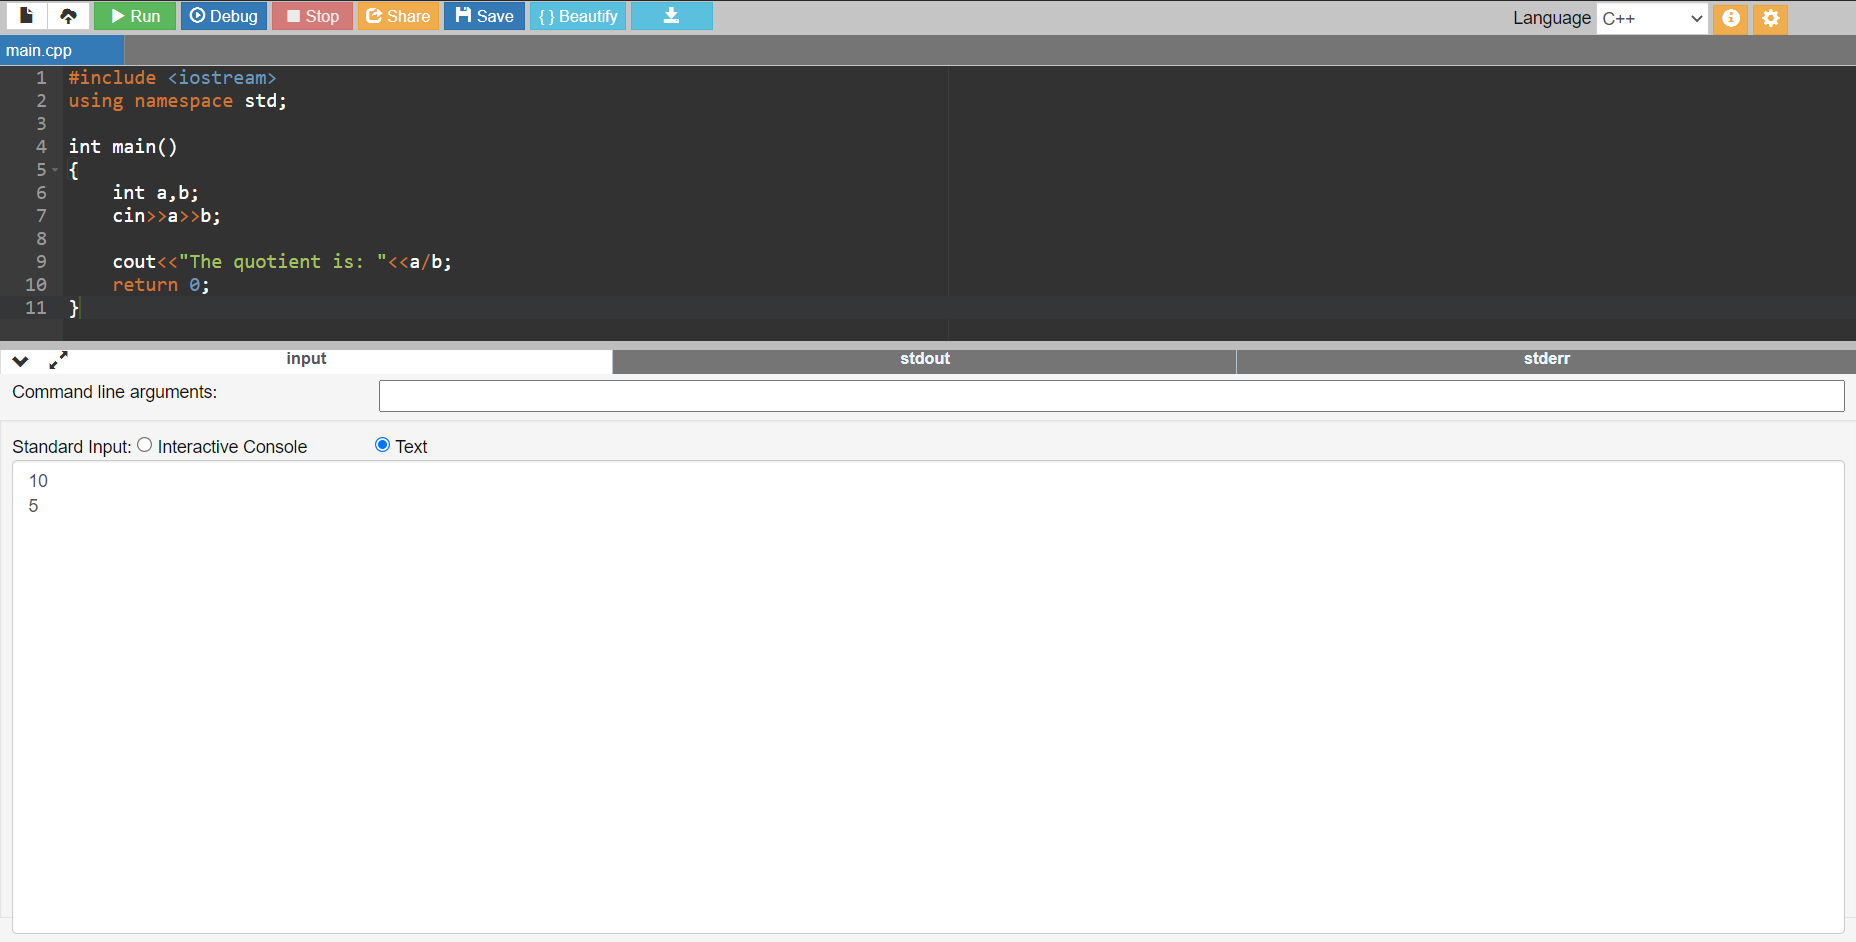 Run Debug Stop Share Save { } Beautify Language C++
main.cpp
1 #include <iostream>
2 using namespace std;
3
4 int main()
5 {
6 int a,b;
7 cin>>a>>b;
8
9 cout<<"The quotient is: "<<a/b;
10 return 0;
11 }
input stdout stderr
Command line arguments:
Standard Input: Interactive Console Text
10
5